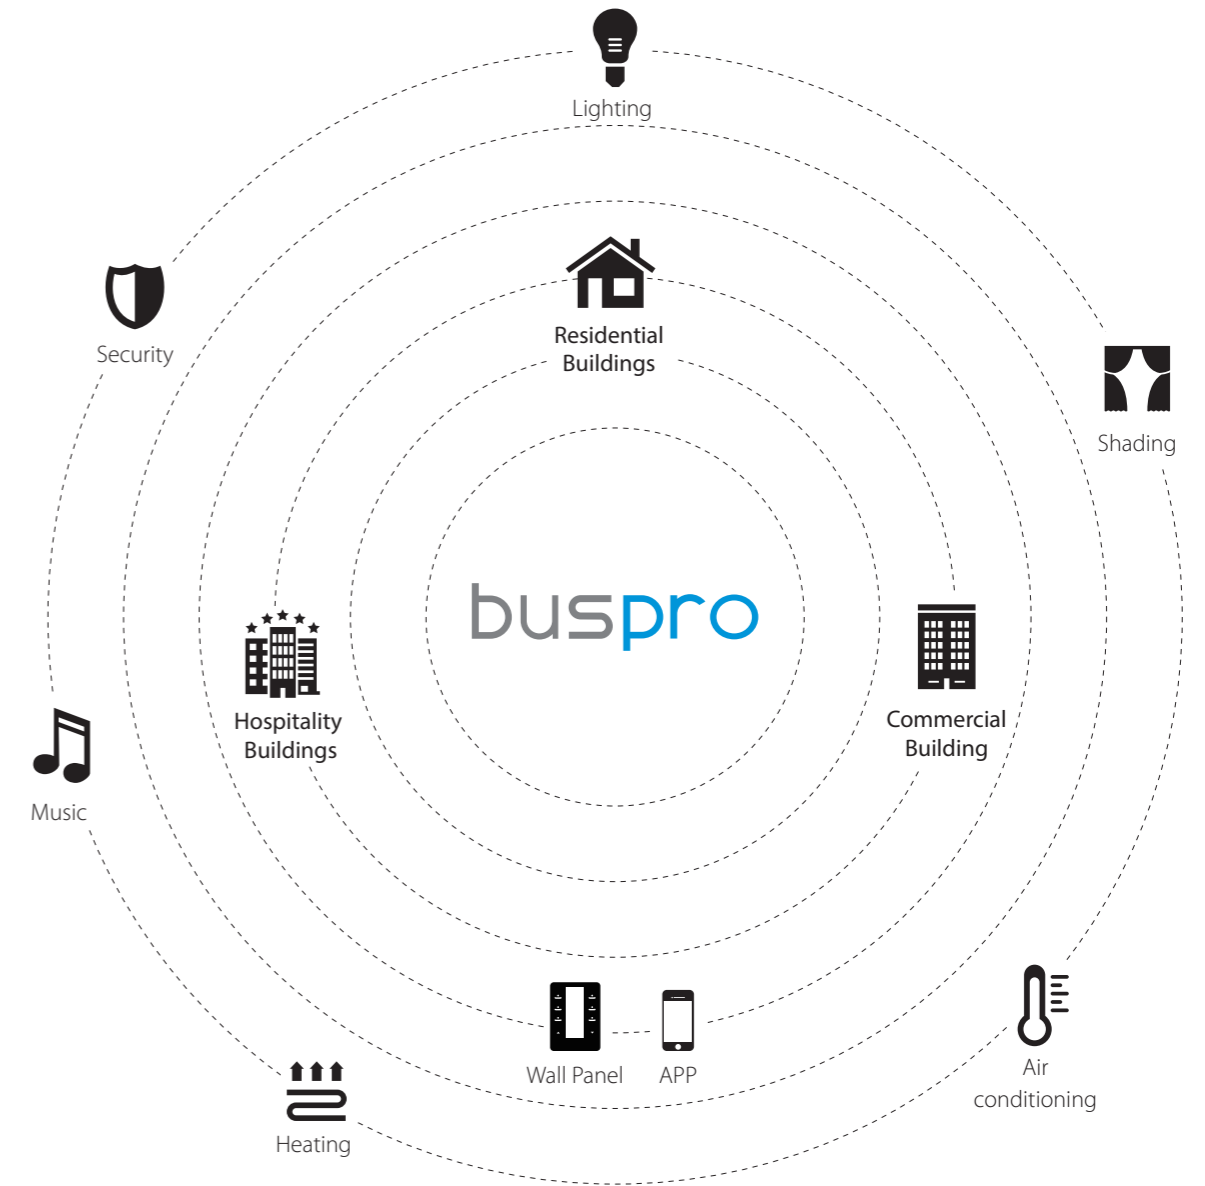 Lighting
Residential
Buildings
Security
Shading
buspro
Hospitality
Buildings
Commercial
Building
Music
Wall Panel
APP
Air
conditioning
Heating